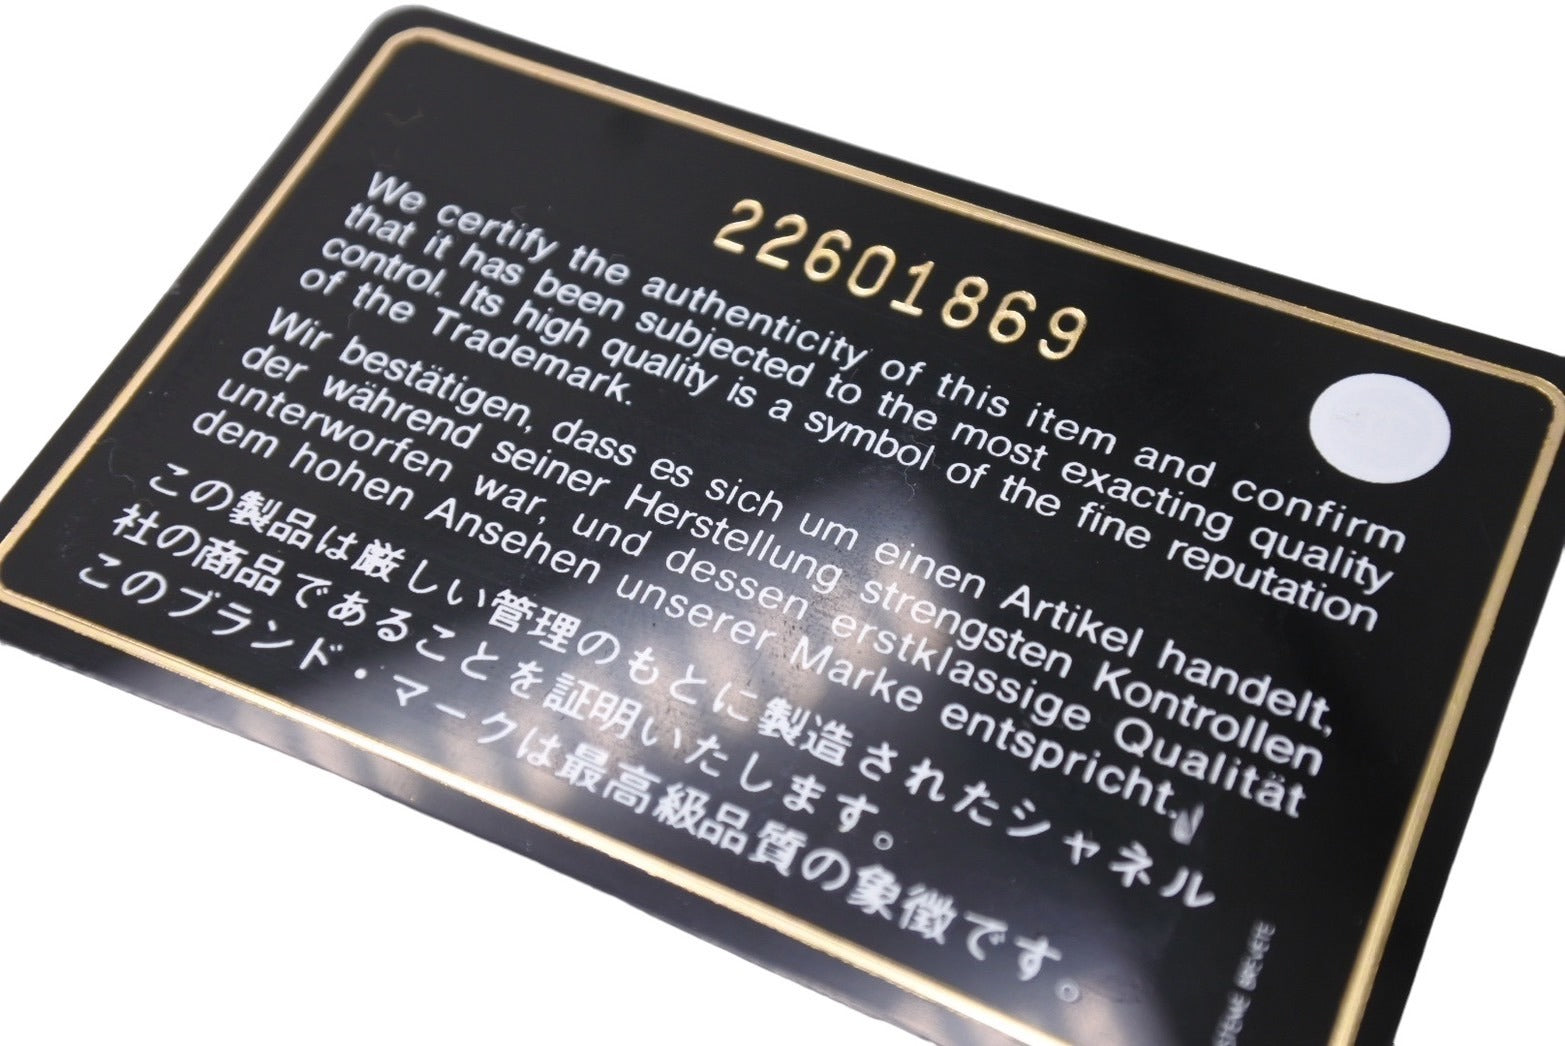 22601869
We certify the authenticity of this item and confirm
that it has been subjected to the most exacting quality
control. Its high quality is a symbol of the fine reputation
of the Trademark.
Wir bestätigen, dass es sich um einen Artikel handelt,
der während seiner Herstellung strengsten Kontrollen
unterworfen war, und dessen erstklassige Qualität
dem hohen Ansehen unserer Marke entspricht.
この製品は厳しい管理のもとに製造されたシャネル
社の商品であることを証明いたします。
このブランド・マークは最高級品質の象徴です。
BREVETE